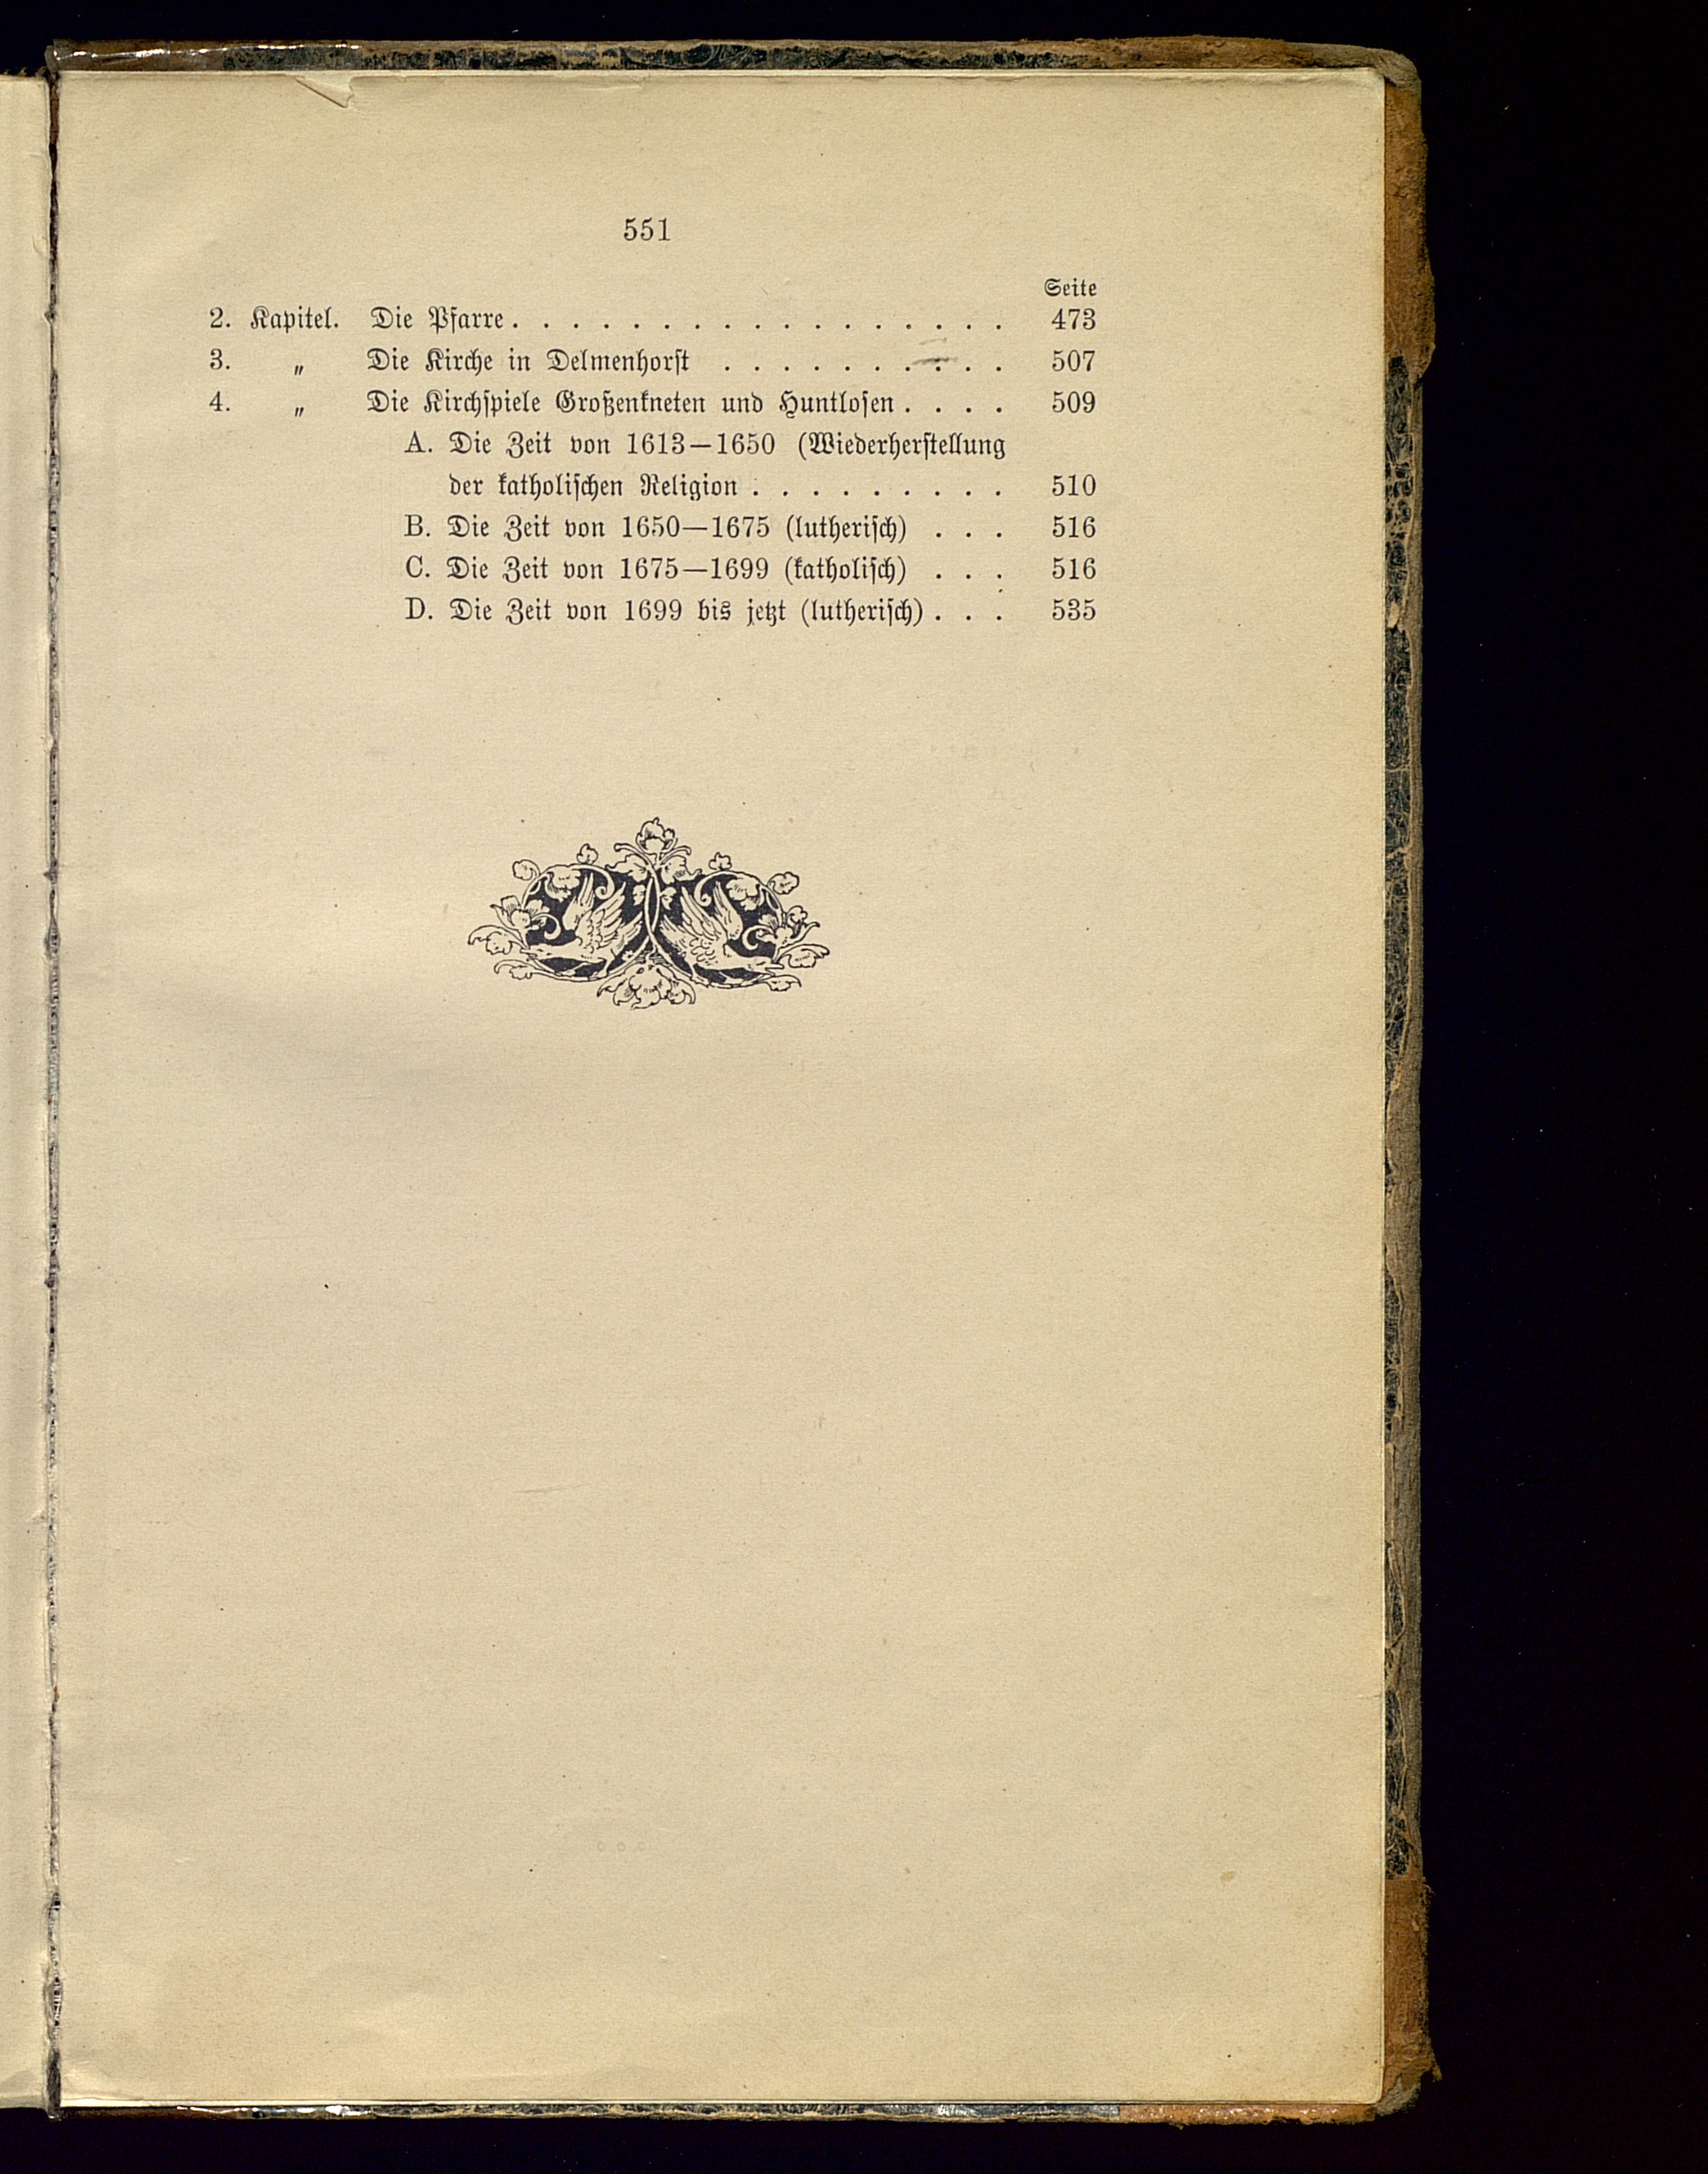 551
Seite
2. Kapitel. Die Pfarre . . . . . . . . . . . . . . . . . 473
3. „ Die Kirche in Delmenhorst . . . . . . . . . . 507
4. „ Die Kirchspiele Großenkneten und Huntlosen . . . . 509
A. Die Zeit von 1613—1650 (Wiederherstellung
der katholischen Religion . . . . . . . . . 510
B. Die Zeit von 1650—1675 (lutherisch) . . . 516
C. Die Zeit von 1675—1699 (katholisch) . . . 516
D. Die Zeit von 1699 bis jetzt (lutherisch) . . . 535